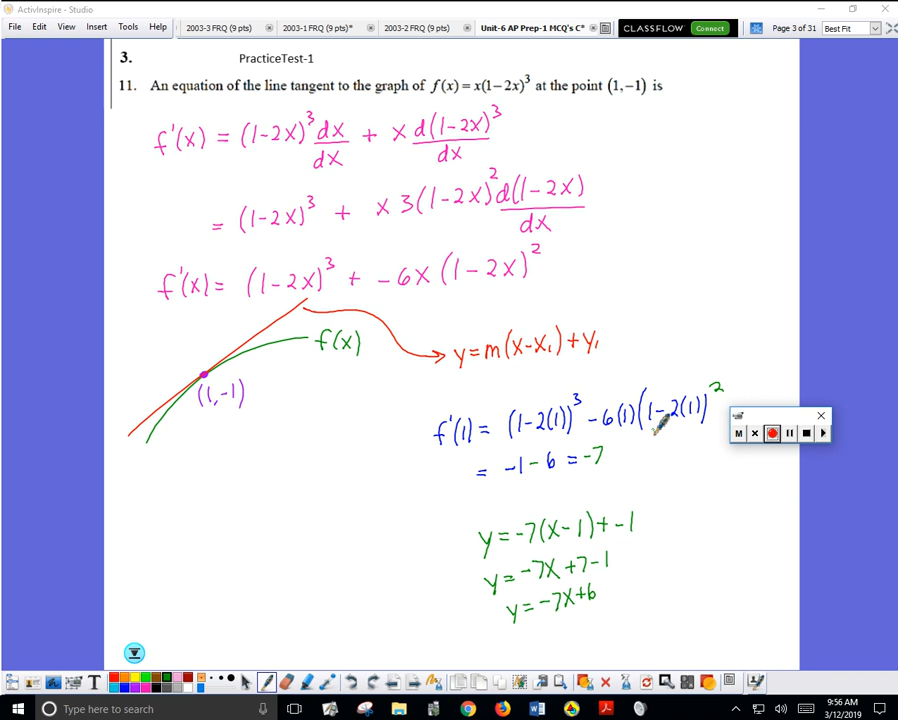 ActivInspire - Studio
File Edit View Insert Tools Help 2003-3 FRQ (9 pts) 2003-1 FRQ (9 pts)* 2003-2 FRQ (9 pts) Unit-6 AP Prep-1 MCQ's C* CLASSFLOW Connect Page 3 of 31 Best Fit
3. PracticeTest-1
11. An equation of the line tangent to the graph of f(x) = x(1−2x)^3 at the point (1,−1) is
f'(x) = (1-2x)^3 dx/dx + x d(1-2x)^3/dx
= (1-2x)^3 + x 3(1-2x)^2 d(1-2x)/dx
f'(x) = (1-2x)^3 + -6x (1-2x)^2
f(x)
y=m(x-x₁)+y₁
(1,-1)
f'(1) = (1-2(1))^3 -6(1)(1-2(1))^2
M
= -1-6 = -7
y=-7(x-1)+-1
y=-7x+7-1
y=-7x+6
T
Type here to search
9:56 AM
3/12/2019